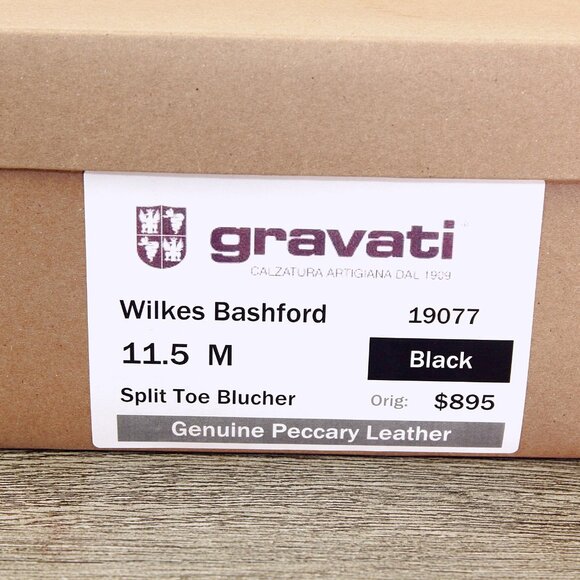 gravati
CALZATURA ARTIGIANA DAL 1909
Wilkes Bashford 19077
11.5 M Black
Split Toe Blucher Orig: $895
Genuine Peccary Leather